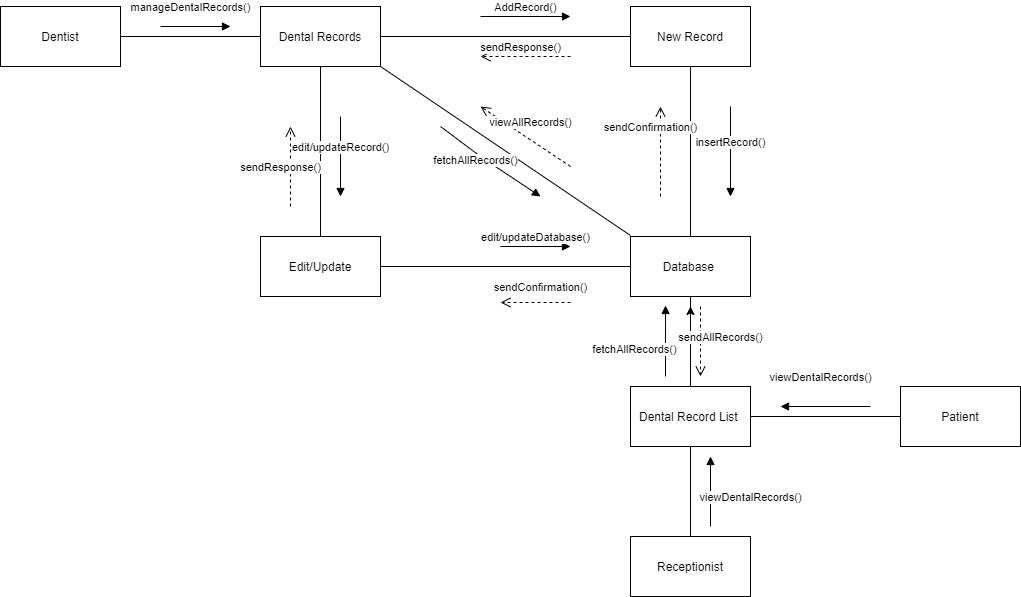 manageDentalRecords()
AddRecord()
Dentist
Dental Records
New Record
sendResponse()
viewAllRecords()
sendConfirmation()
edit/updateRecord()
insertRecord()
fetchAllRecords()
sendResponse()
edit/updateDatabase()
Edit/Update
Database
sendConfirmation()
sendAllRecords()
fetchAllRecords()
viewDentalRecords()
Dental Record List
Patient
viewDentalRecords()
Receptionist